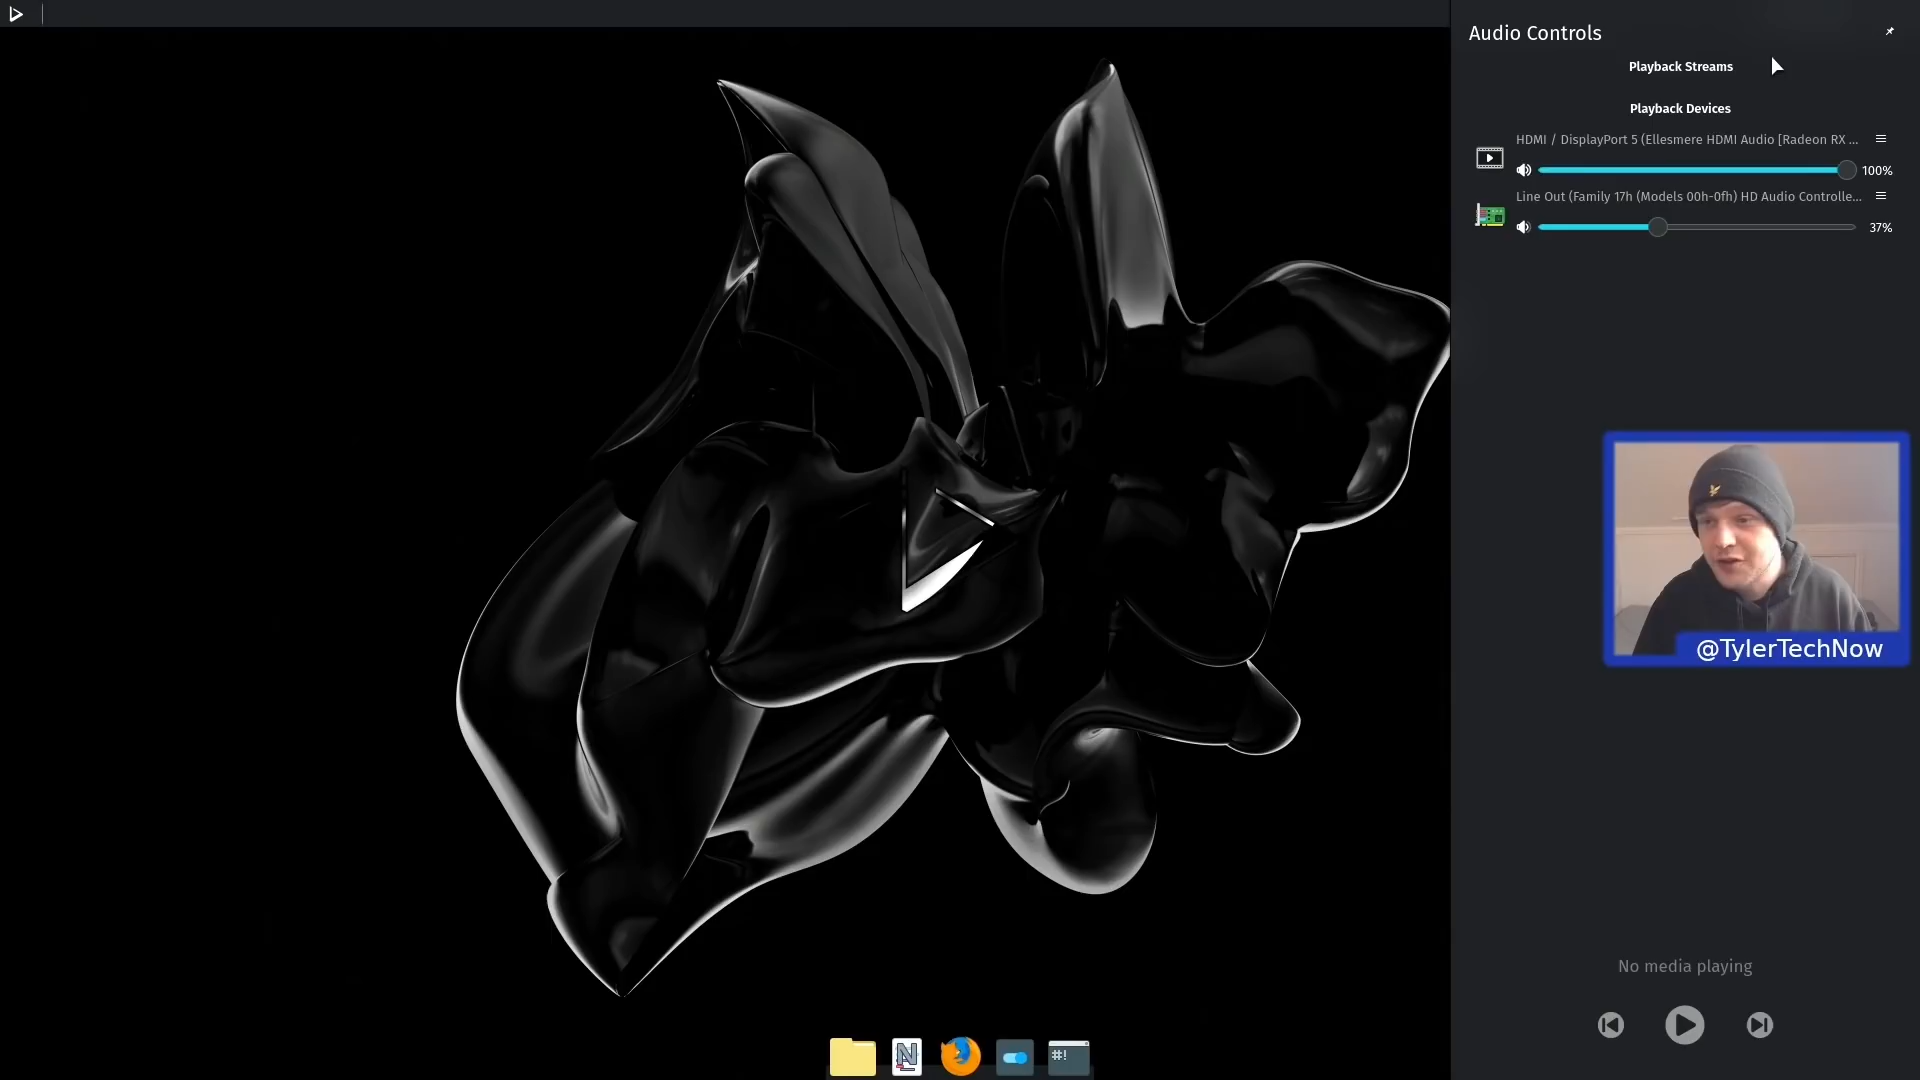 Audio Controls
Playback Streams
Playback Devices
HDMI / DisplayPort 5 (Ellesmere HDMI Audio [Radeon RX ...
100%
Line Out (Family 17h (Models 00h-0fh) HD Audio Controlle...
37%
@TylerTechNow
No media playing
N
#!